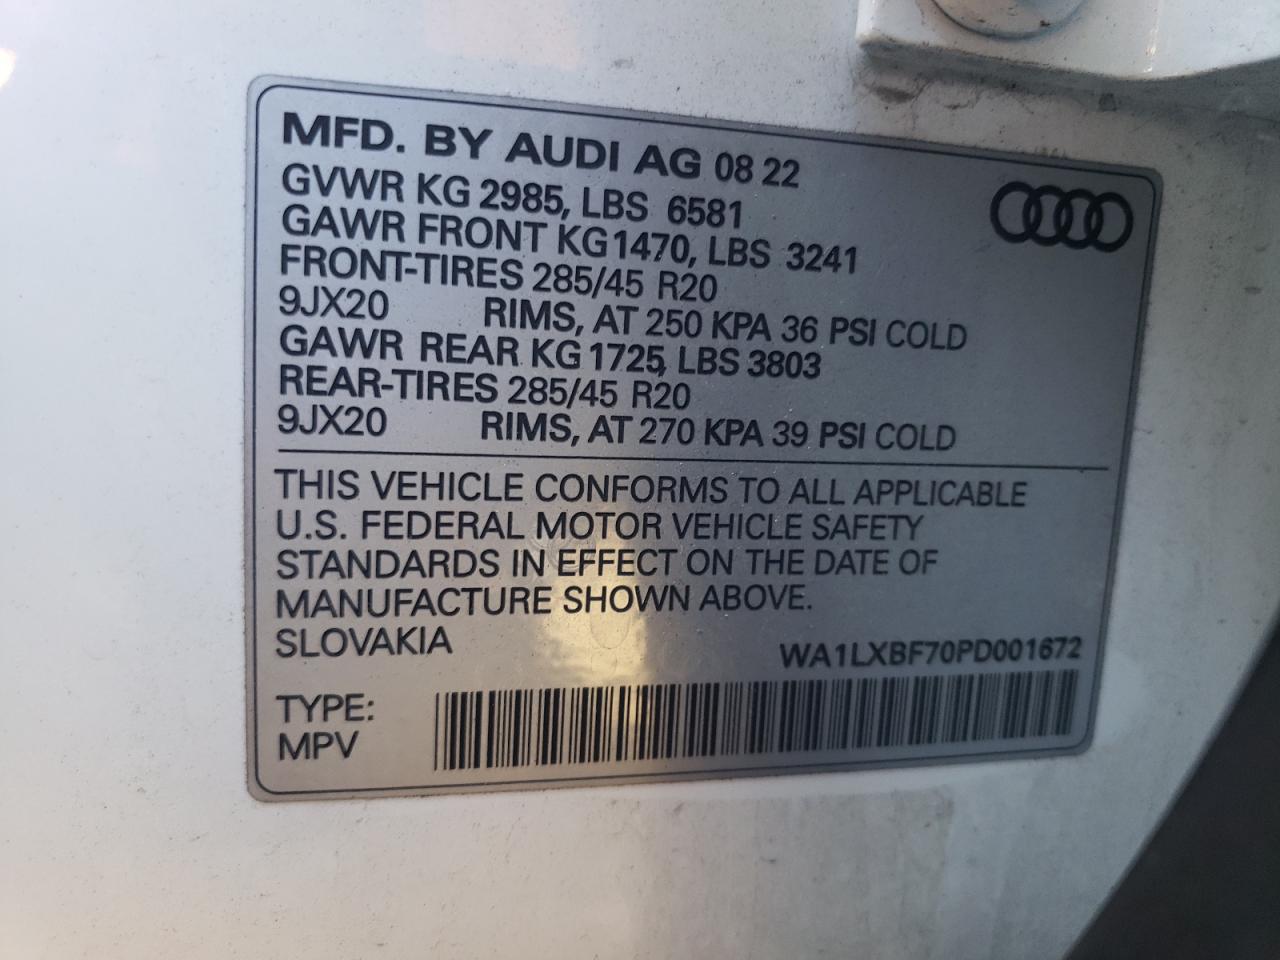 MFD. BY AUDI AG 08 22
GVWR KG 2985, LBS 6581
GAWR FRONT KG1470, LBS 3241
FRONT-TIRES 285/45 R20
9JX20 RIMS, AT 250 KPA 36 PSI COLD
GAWR REAR KG 1725, LBS 3803
REAR-TIRES 285/45 R20
9JX20 RIMS, AT 270 KPA 39 PSI COLD
THIS VEHICLE CONFORMS TO ALL APPLICABLE
U.S. FEDERAL MOTOR VEHICLE SAFETY
STANDARDS IN EFFECT ON THE DATE OF
MANUFACTURE SHOWN ABOVE.
SLOVAKIA WA1LXBF70PD001672
TYPE:
MPV